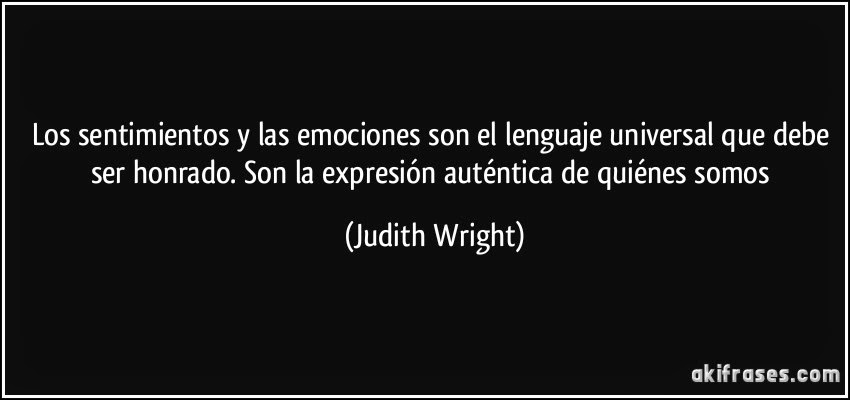 Los sentimientos y las emociones son el lenguaje universal que debe
ser honrado. Son la expresión auténtica de quiénes somos
(Judith Wright)
akifrases.com